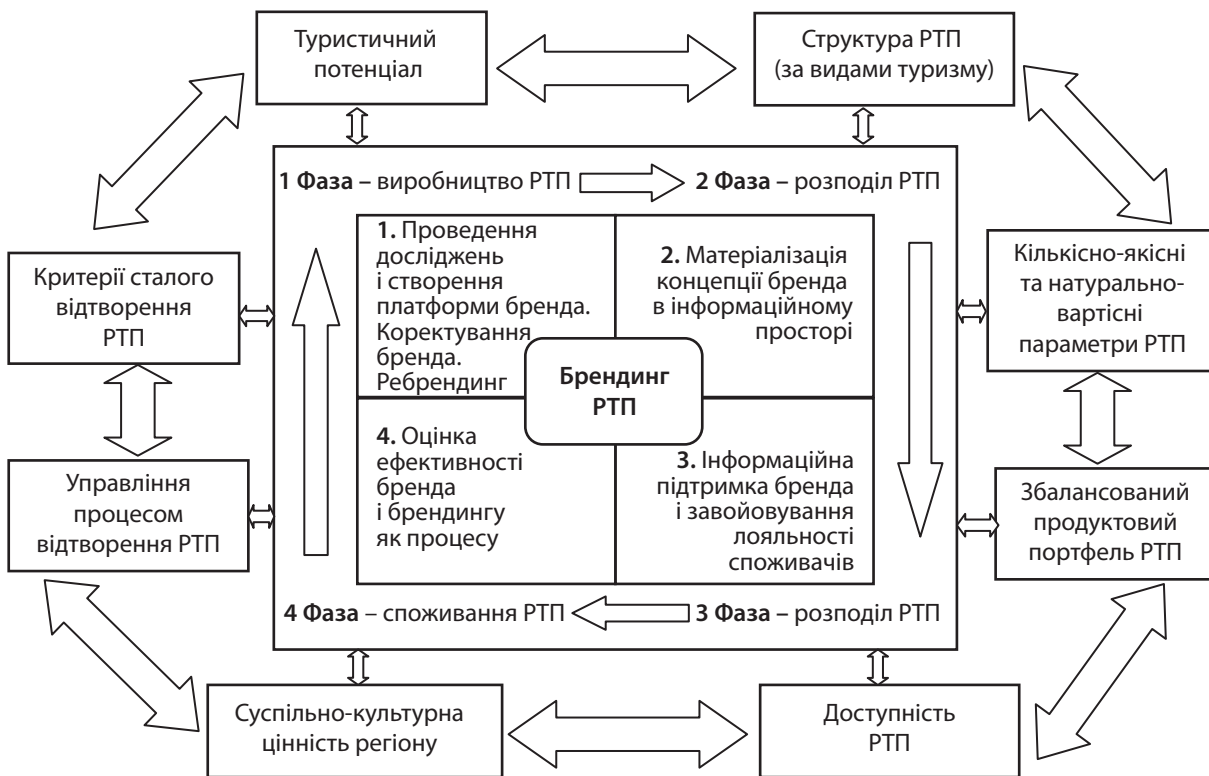 Туристичний
потенціал
Структура РТП
(за видами туризму)
1 Фаза – виробництво РТП
2 Фаза – розподіл РТП
Критерії сталого
відтворення
РТП
1. Проведення
досліджень
і створення
платформи бренда.
Коректування
бренда.
Ребрендинг
2. Матеріалізація
концепції бренда
в інформаційному
просторі
Кількісно-якісні
та натурально-
вартісні
параметри РТП
Брендинг
РТП
Управління
процесом
відтворення РТП
4. Оцінка
ефективності
бренда
і брендингу
як процесу
3. Інформаційна
підтримка бренда
і завойовування
лояльності
споживачів
Збалансований
продуктовий
портфель РТП
4 Фаза – споживання РТП
3 Фаза – розподіл РТП
Суспільно-культурна
цінність регіону
Доступність
РТП